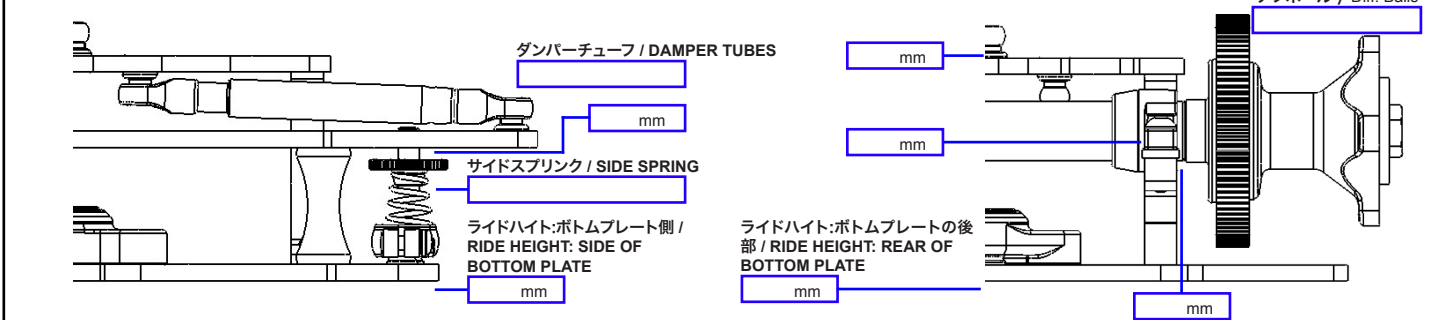 Diff. Balls
ダンパーチューフ / DAMPER TUBES
mm
mm
mm
サイドスプリンク / SIDE SPRING
ライドハイト:ボトムプレート側 /
RIDE HEIGHT: SIDE OF
BOTTOM PLATE
mm
ライドハイト:ボトムプレートの後
部 / RIDE HEIGHT: REAR OF
BOTTOM PLATE
mm
mm